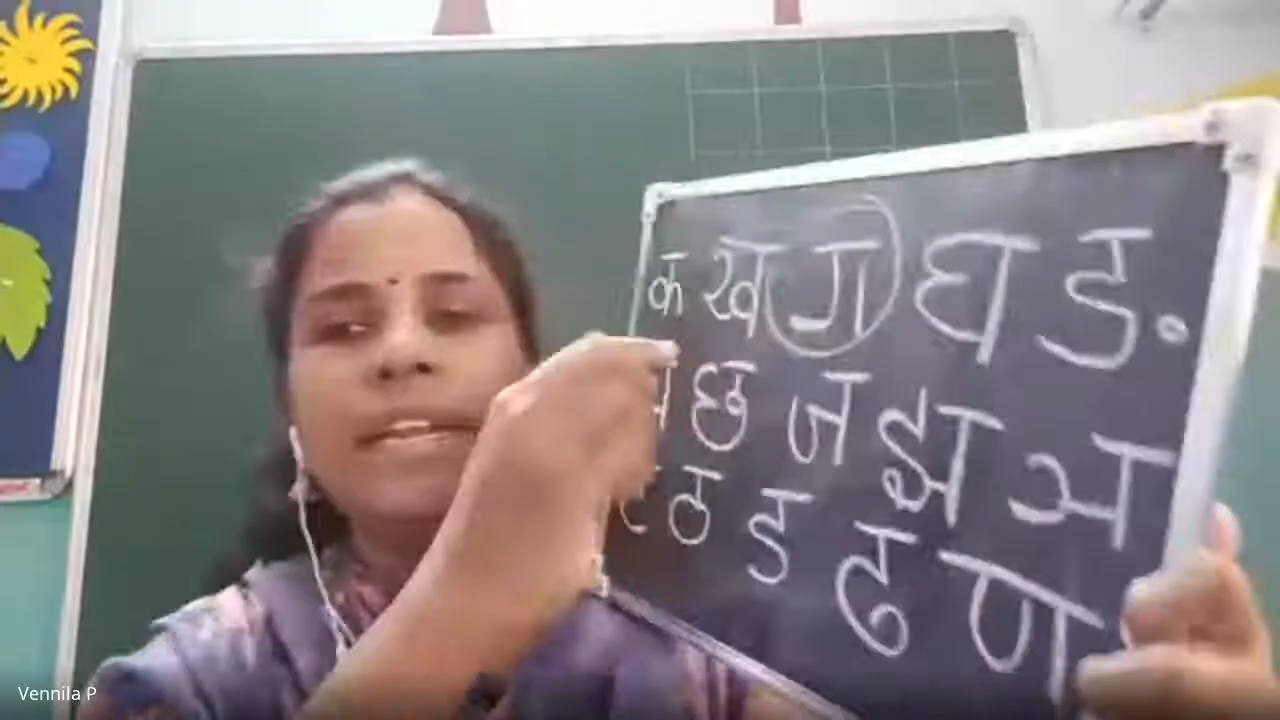 क ख ग घ ङ
च छ ज झ ञ
ट ठ ड ढ ण
Vennila P